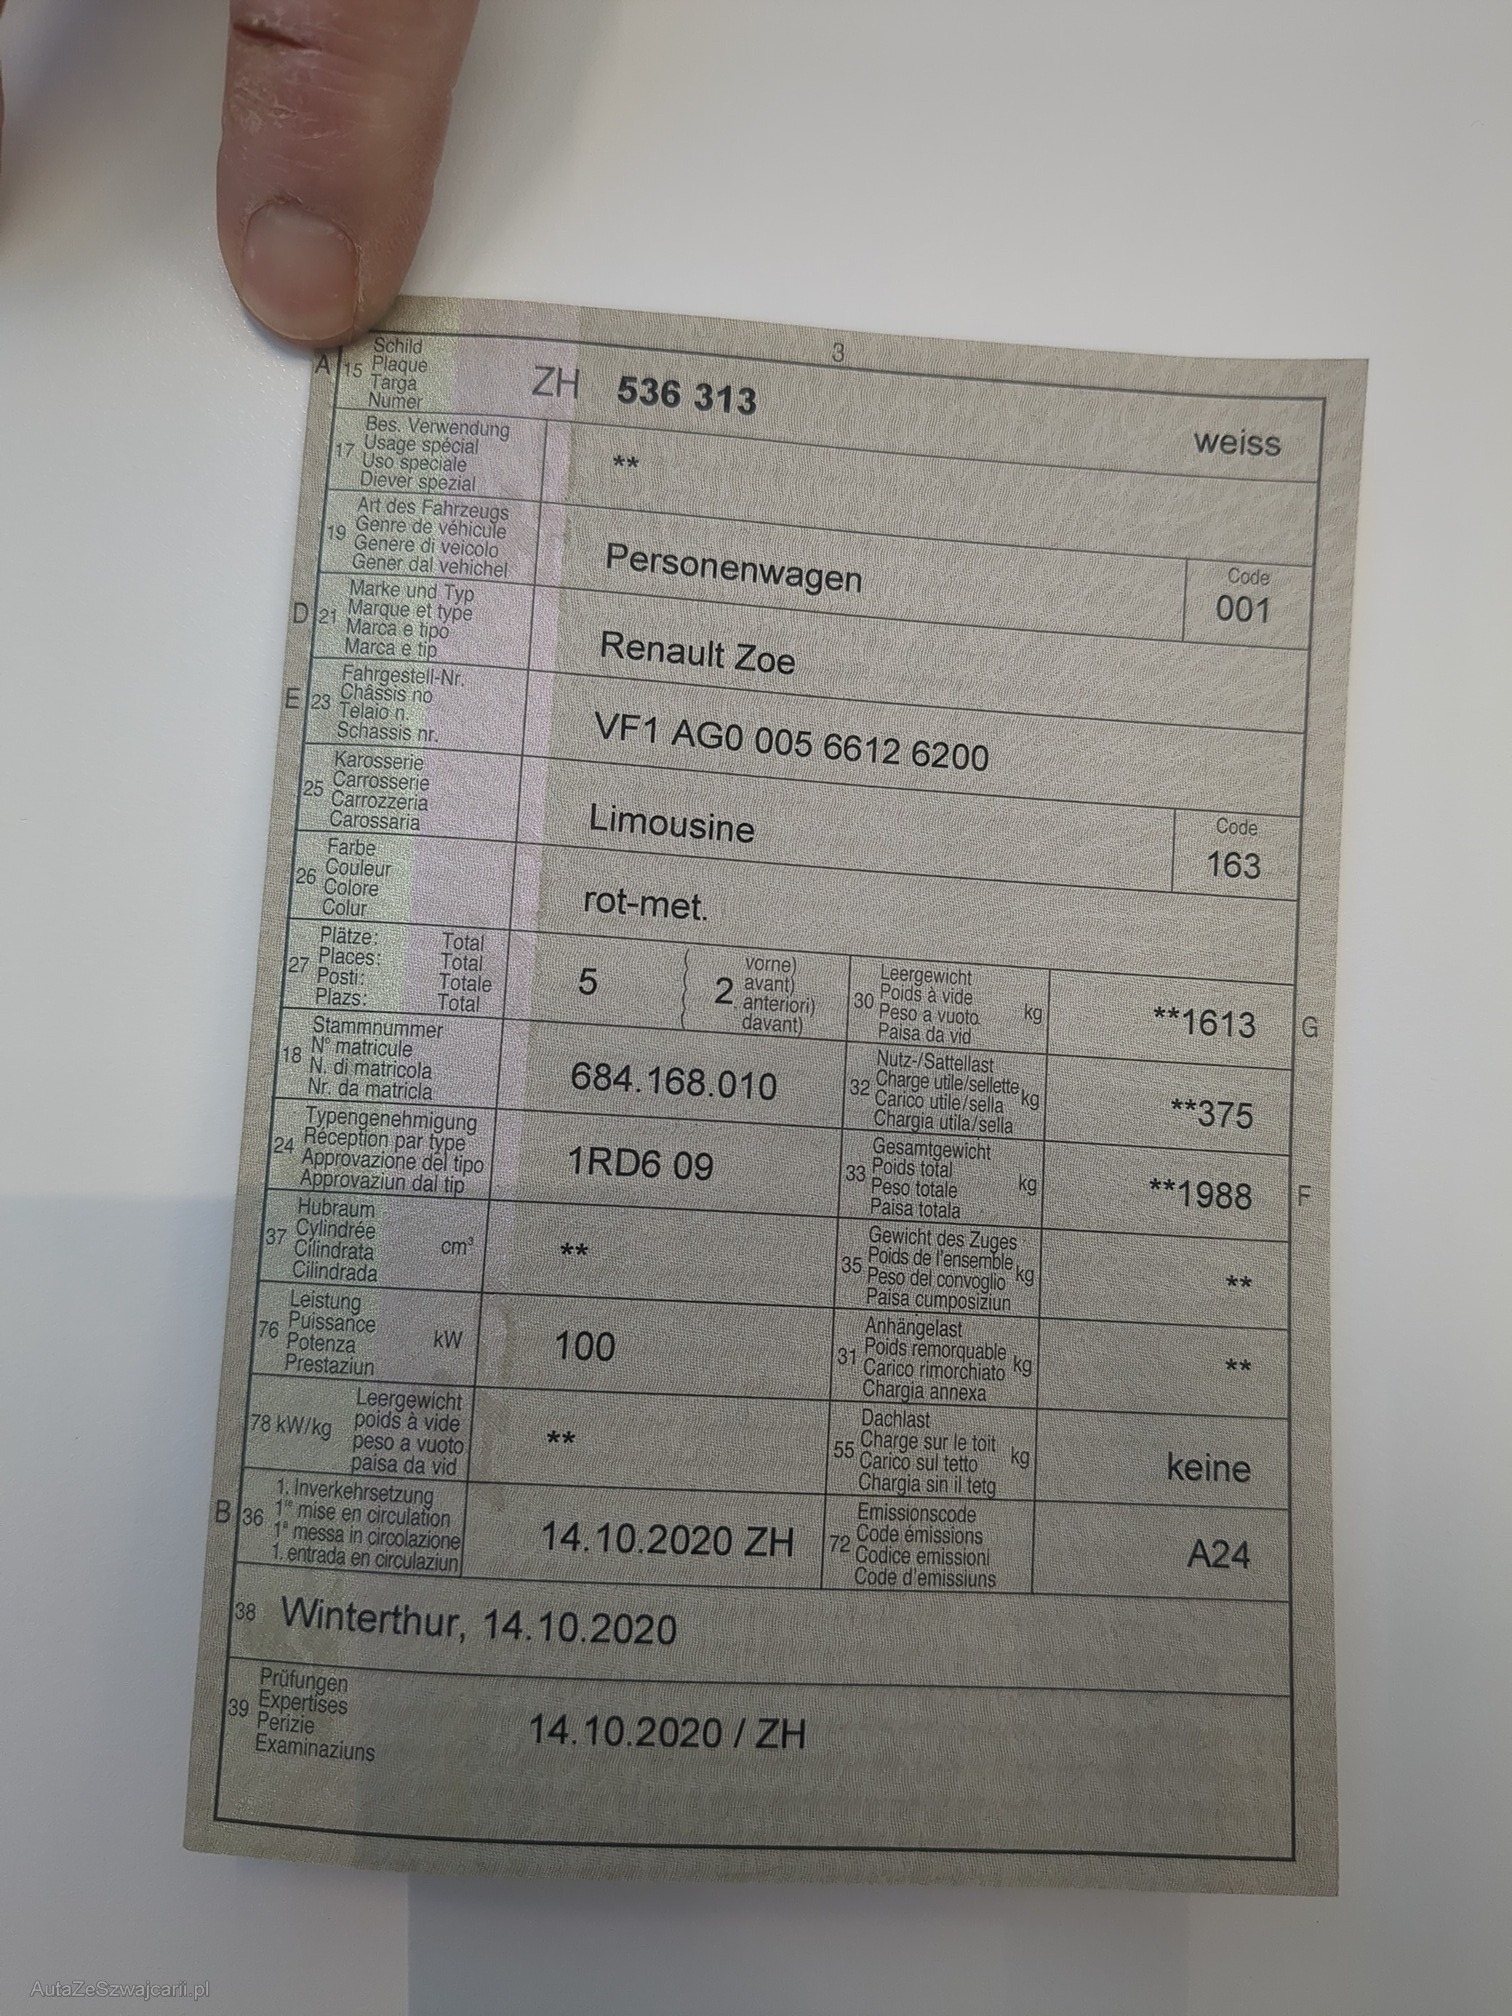 3
A 15 Schild
Plaque
Targa
Numer
ZH 536 313
weiss
17 Bes. Verwendung
Usage spécial
Uso speciale
Diever spezial
**
19 Art des Fahrzeugs
Genre de véhicule
Genere di veicolo
Gener dal vehichel
Personenwagen
Code
001
D 21 Marke und Typ
Marque et type
Marca e tipo
Marca e tip
Renault Zoe
E 23 Fahrgestell-Nr.
Châssis no
Telaio n.
Schassis nr.
VF1 AG0 005 6612 6200
25 Karosserie
Carrosserie
Carrozzeria
Carossaria
Limousine
Code
163
26 Farbe
Couleur
Colore
Colur
rot-met.
27 Plätze: Total
Places: Total
Posti: Totale
Plazs: Total
5
2
vorne)
avant)
anteriori)
davant)
30 Leergewicht
Poids à vide
Peso a vuoto
Paisa da vid
kg
**1613
G
18 Stammnummer
N° matricule
N. di matricola
Nr. da matricla
684.168.010
32 Nutz-/Sattellast
Charge utile/sellette
Carico utile/sella
Chargia utila/sella
kg
**375
24 Typengenehmigung
Réception par type
Approvazione del tipo
Approvaziun dal tip
1RD6 09
33 Gesamtgewicht
Poids total
Peso totale
Paisa totala
kg
**1988
F
37 Hubraum
Cylindrée
Cilindrata
Cilindrada
cm³
**
35 Gewicht des Zuges
Poids de l'ensemble
Peso del convoglio
Paisa cumposiziun
kg
**
76 Leistung
Puissance
Potenza
Prestaziun
kW
100
31 Anhängelast
Poids remorquable
Carico rimorchiato
Chargia annexa
kg
**
78 kW/kg
Leergewicht
poids à vide
peso a vuoto
paisa da vid
**
55 Dachlast
Charge sur le toit
Carico sul tetto
Chargia sin il tetg
kg
keine
B 36 1. Inverkehrsetzung
1re mise en circulation
1a messa in circolazione
1. entrada en circulaziun
14.10.2020 ZH
72 Emissionscode
Code émissions
Codice emissioni
Code d'emissiuns
A24
38 Winterthur, 14.10.2020
39 Prüfungen
Expertises
Perizie
Examinaziuns
14.10.2020 / ZH
AutaZeSzwajcarii.pl